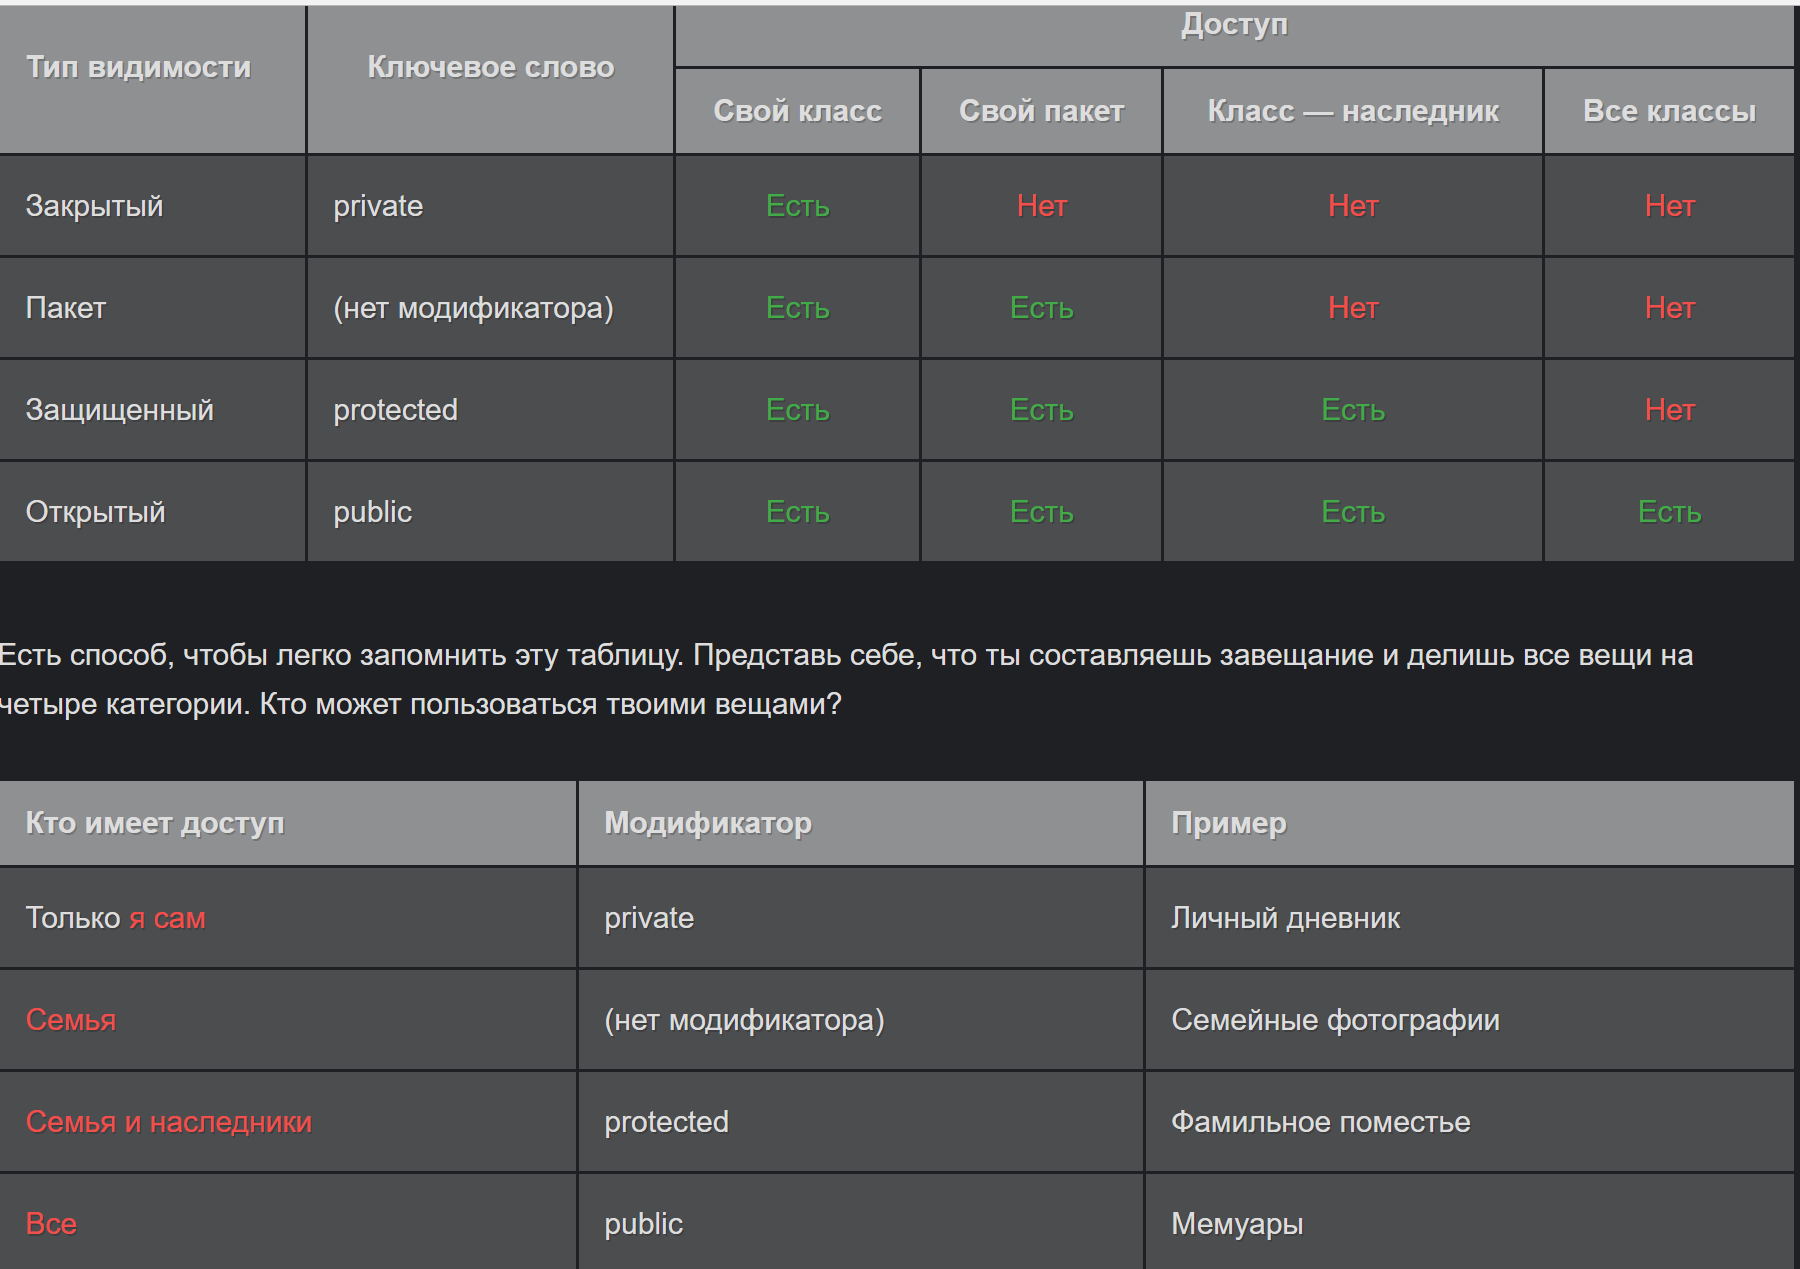 Доступ
Тип видимости Ключевое слово
Свой класс Свой пакет Класс — наследник Все классы
Закрытый private Есть Нет Нет Нет
Пакет (нет модификатора) Есть Есть Нет Нет
Защищенный protected Есть Есть Есть Нет
Открытый public Есть Есть Есть Есть
Есть способ, чтобы легко запомнить эту таблицу. Представь себе, что ты составляешь завещание и делишь все вещи на
четыре категории. Кто может пользоваться твоими вещами?
Кто имеет доступ Модификатор Пример
Только я сам private Личный дневник
Семья (нет модификатора) Семейные фотографии
Семья и наследники protected Фамильное поместье
Все public Мемуары